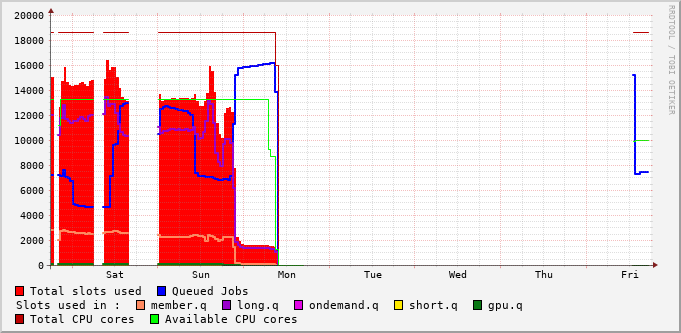 20000
18000
16000
14000
12000
10000
8000
6000
4000
2000
0
Sat Sun Mon Tue Wed Thu Fri
RRDTOOL / TOBI OETIKER
Total slots used Queued Jobs
Slots used in : member.q long.q ondemand.q short.q gpu.q
Total CPU cores Available CPU cores